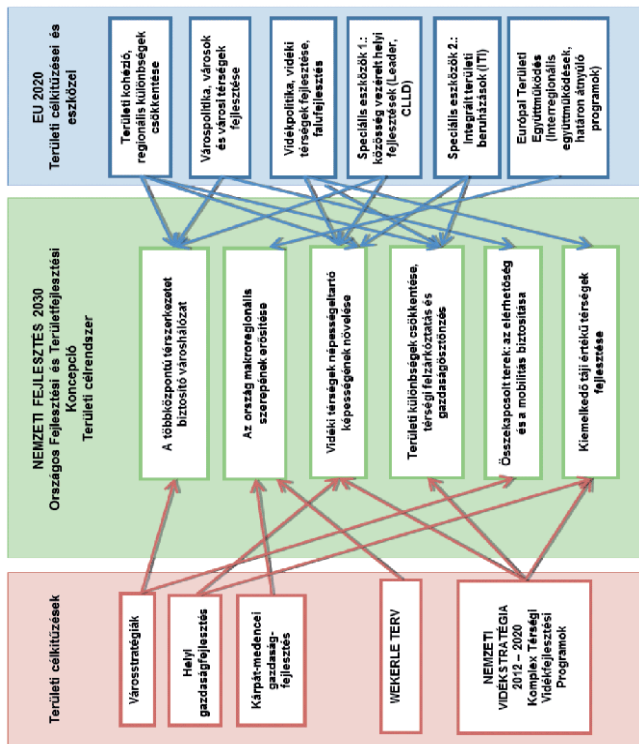 EU 2020
Területi célkitűzései és
eszközei
Területi kohézió,
regionális különbségek
csökkentése
Várospolitika, városok
és városi térségek
fejlesztése
Vidékpolitika, vidéki
térségek fejlesztése,
falufejlesztés
Speciális eszközök 1.:
közösség vezérelt helyi
fejlesztések (Leader,
CLLD)
Speciális eszközök 2.:
Integrált területi
beruházások (ITI)
Európai Területi
Együttműködés
(Interregionális
együttműködések,
határon átnyúló
programok)
NEMZETI FEJLESZTÉS 2030
Országos Fejlesztési és Területfejlesztési
Koncepció
Területi célrendszer
A többközpontú térszerkezetet
biztosító városhálózat
Az ország makroregionális
szerepének erősítése
Vidéki térségek népességeltartó
képességének növelése
Területi különbségek csökkentése,
térségi felzárkóztatás és
gazdaságösztönzés
Összekapcsolt terek: az elérhetőség
és a mobilitás biztosítása
Kiemelkedő táji értékű térségek
fejlesztése
Területi célkitűzések
Városstratégiák
Helyi
gazdaságfejlesztés
Kárpát-medencei
gazdaság-
fejlesztés
WEKERLE TERV
NEMZETI
VIDÉKSTRATÉGIA
2012 – 2020
Komplex Térségi
Vidékfejlesztési
Programok